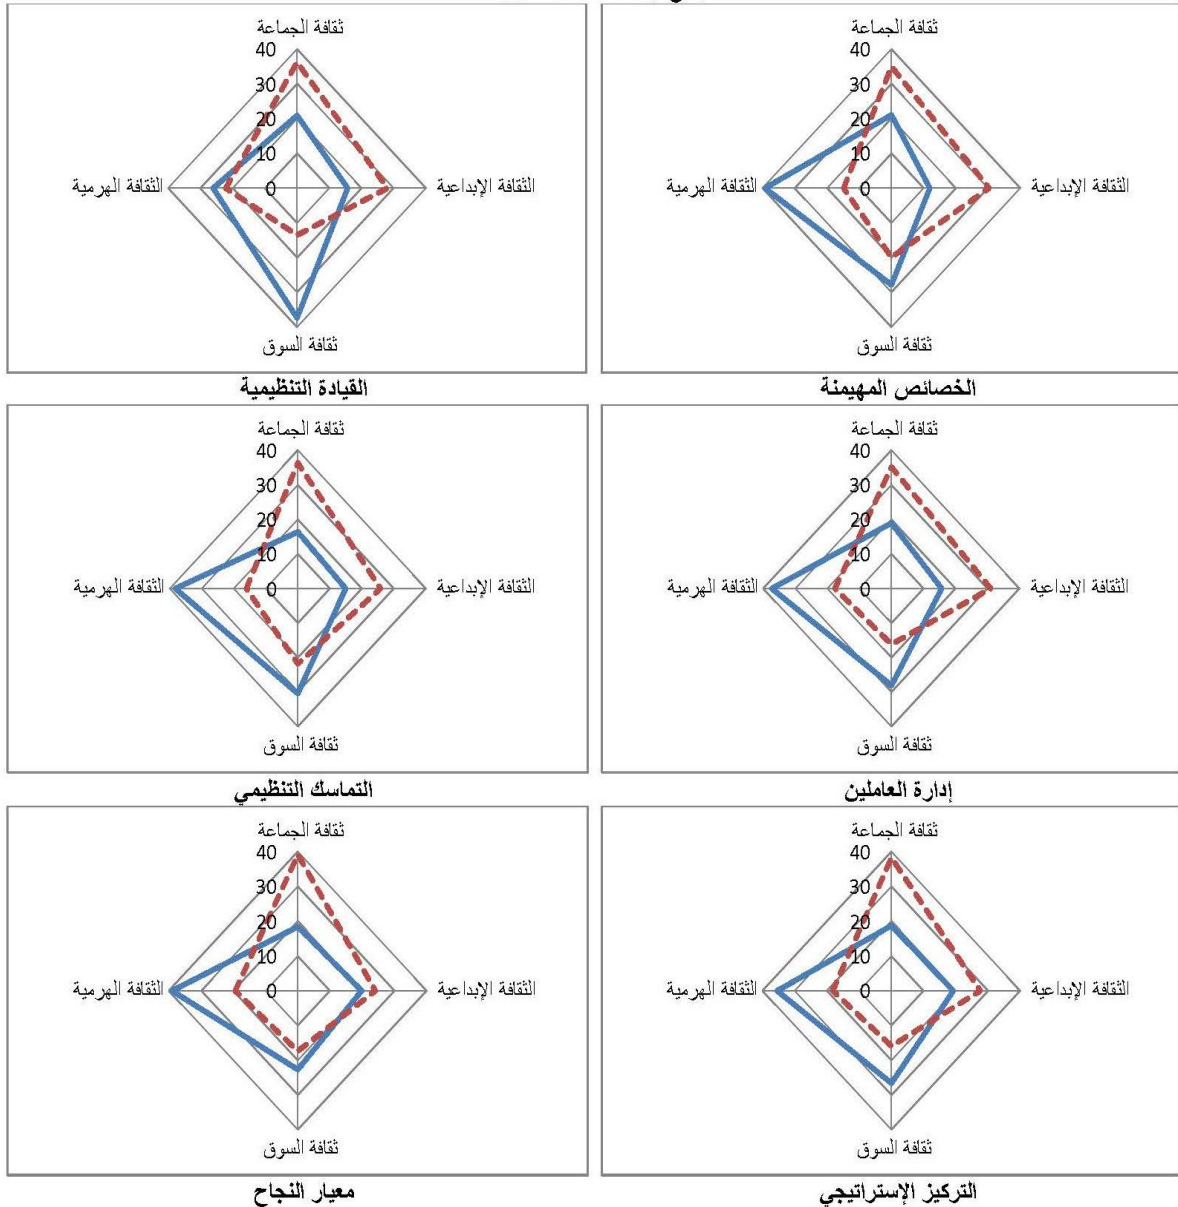 ثقافة الجماعة
40
30
20
10
0
الثقافة الهرمية
الثقافة الإبداعية
ثقافة السوق
الخصائص المهيمنة
ثقافة الجماعة
40
30
20
10
0
الثقافة الهرمية
الثقافة الإبداعية
ثقافة السوق
القيادة التنظيمية
ثقافة الجماعة
40
30
20
10
0
الثقافة الهرمية
الثقافة الإبداعية
ثقافة السوق
إدارة العاملين
ثقافة الجماعة
40
30
20
10
0
الثقافة الهرمية
الثقافة الإبداعية
ثقافة السوق
التماسك التنظيمي
ثقافة الجماعة
40
30
20
10
0
الثقافة الهرمية
الثقافة الإبداعية
ثقافة السوق
التركيز الإستراتيجي
ثقافة الجماعة
40
30
20
10
0
الثقافة الهرمية
الثقافة الإبداعية
ثقافة السوق
معيار النجاح